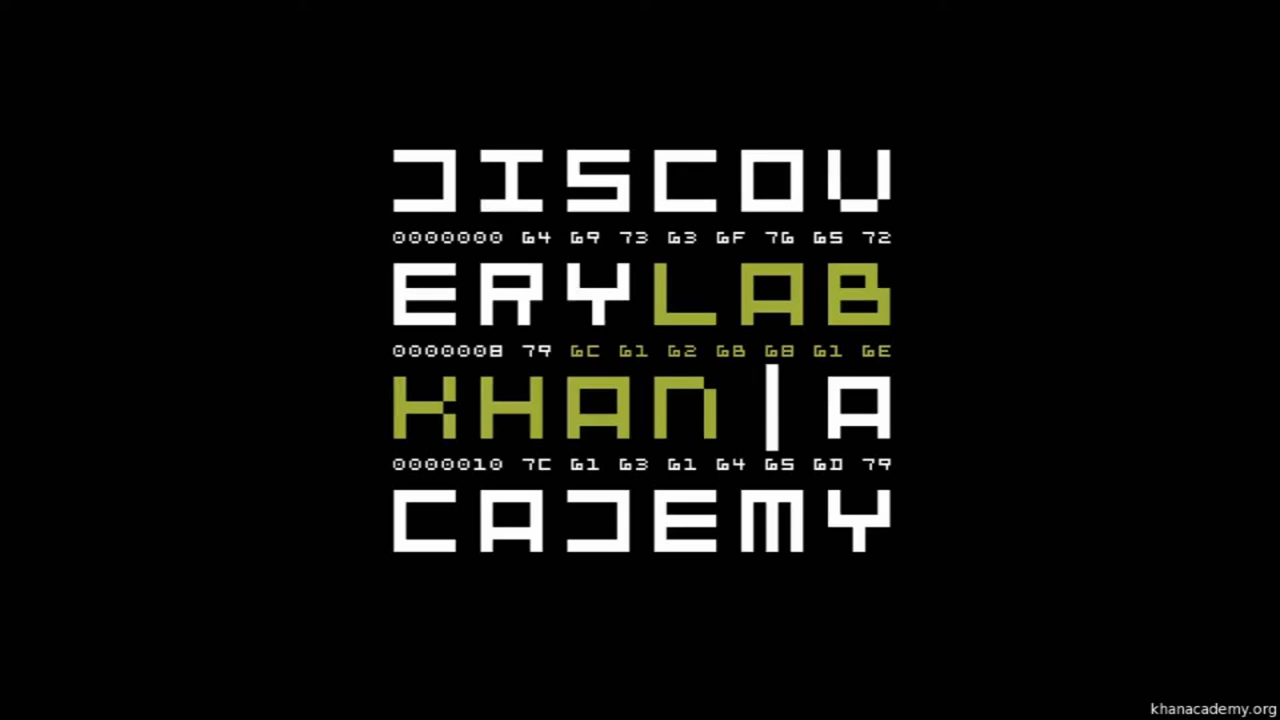 DISCOV
0000000 64 69 73 63 6F 76 65 72
ERYLAB
0000008 79 6C 61 62 6B 68 61 6E
KHAN|A
0000010 7C 61 63 61 64 65 6D 79
CADEMY
khanacademy.org